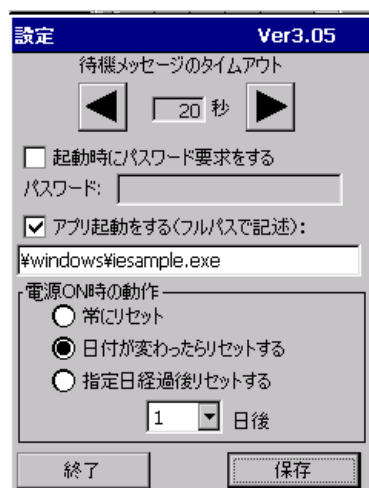 設定 Ver3.05
待機メッセージのタイムアウト
20 秒
起動時にパスワード要求をする
パスワード:
アプリ起動をする(フルパスで記述):
¥windows¥iesample.exe
電源ON時の動作
常にリセット
日付が変わったらリセットする
指定日経過後リセットする
1 日後
終了 保存